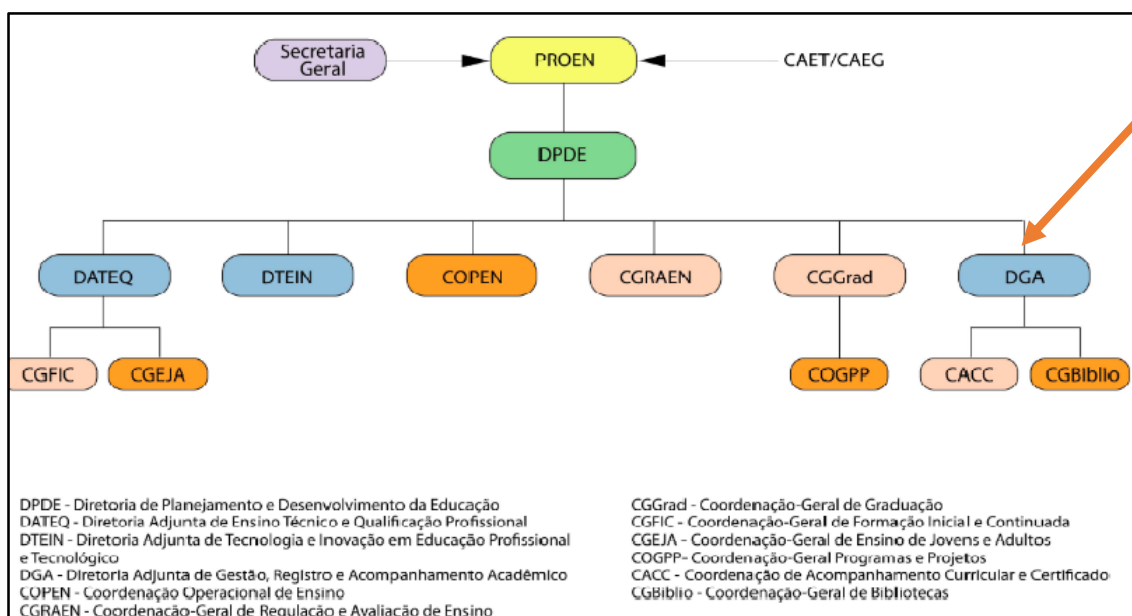 Secretaria
Geral
PROEN
CAET/CAEG
DPDE
DATEQ
DTEIN
COPEN
CGRAEN
CGGrad
DGA
CGFIC
CGEJA
COGPP
CACC
CGBiblio
DPDE - Diretoria de Planejamento e Desenvolvimento da Educação
DATEQ - Diretoria Adjunta de Ensino Técnico e Qualificação Profissional
DTEIN - Diretoria Adjunta de Tecnologia e Inovação em Educação Profissional
e Tecnológico
DGA - Diretoria Adjunta de Gestão, Registro e Acompanhamento Acadêmico
COPEN - Coordenação Operacional de Ensino
CGRAEN - Coordenação-Geral de Regulação e Avaliação de Ensino
CGGrad - Coordenação-Geral de Graduação
CGFIC - Coordenação-Geral de Formação Inicial e Continuada
CGEJA - Coordenação-Geral de Ensino de Jovens e Adultos
COGPP- Coordenação-Geral Programas e Projetos
CACC - Coordenação de Acompanhamento Curricular e Certificado
CGBiblio - Coordenação-Geral de Bibliotecas